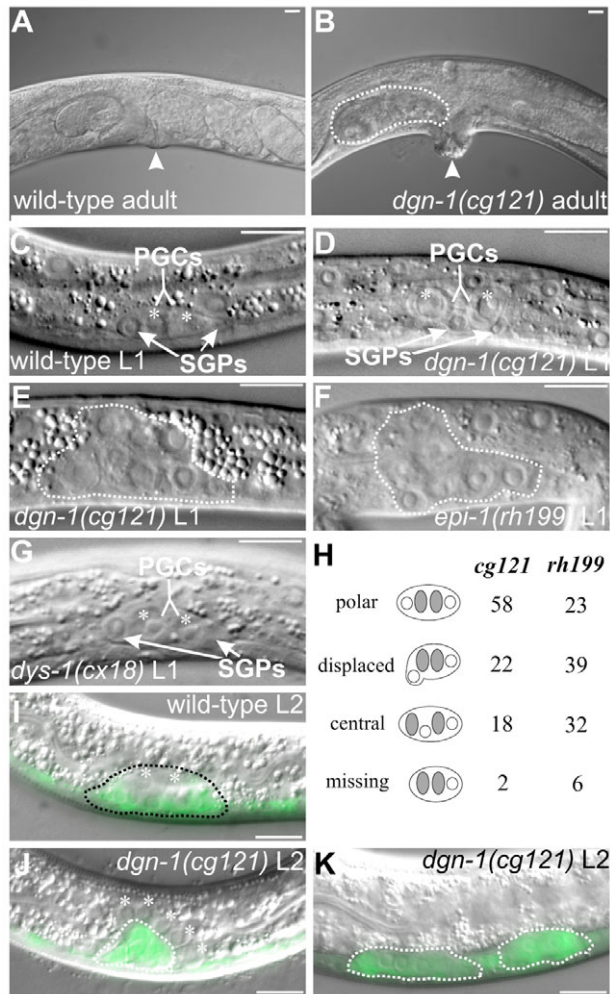 A
wild-type adult
B
dgn-1(cg121) adult
C
PGCs
* *
SGPs
wild-type L1
D
PGCs
* *
SGPs
dgn-1(cg121) L1
E
dgn-1(cg121) L1
F
epi-1(rh199) L1
G
PGCs
* *
SGPs
dys-1(cx18) L1
H
cg121 rh199
polar 58 23
displaced 22 39
central 18 32
missing 2 6
I
wild-type L2
* *
J
dgn-1(cg121) L2
* * * * *
K
dgn-1(cg121) L2